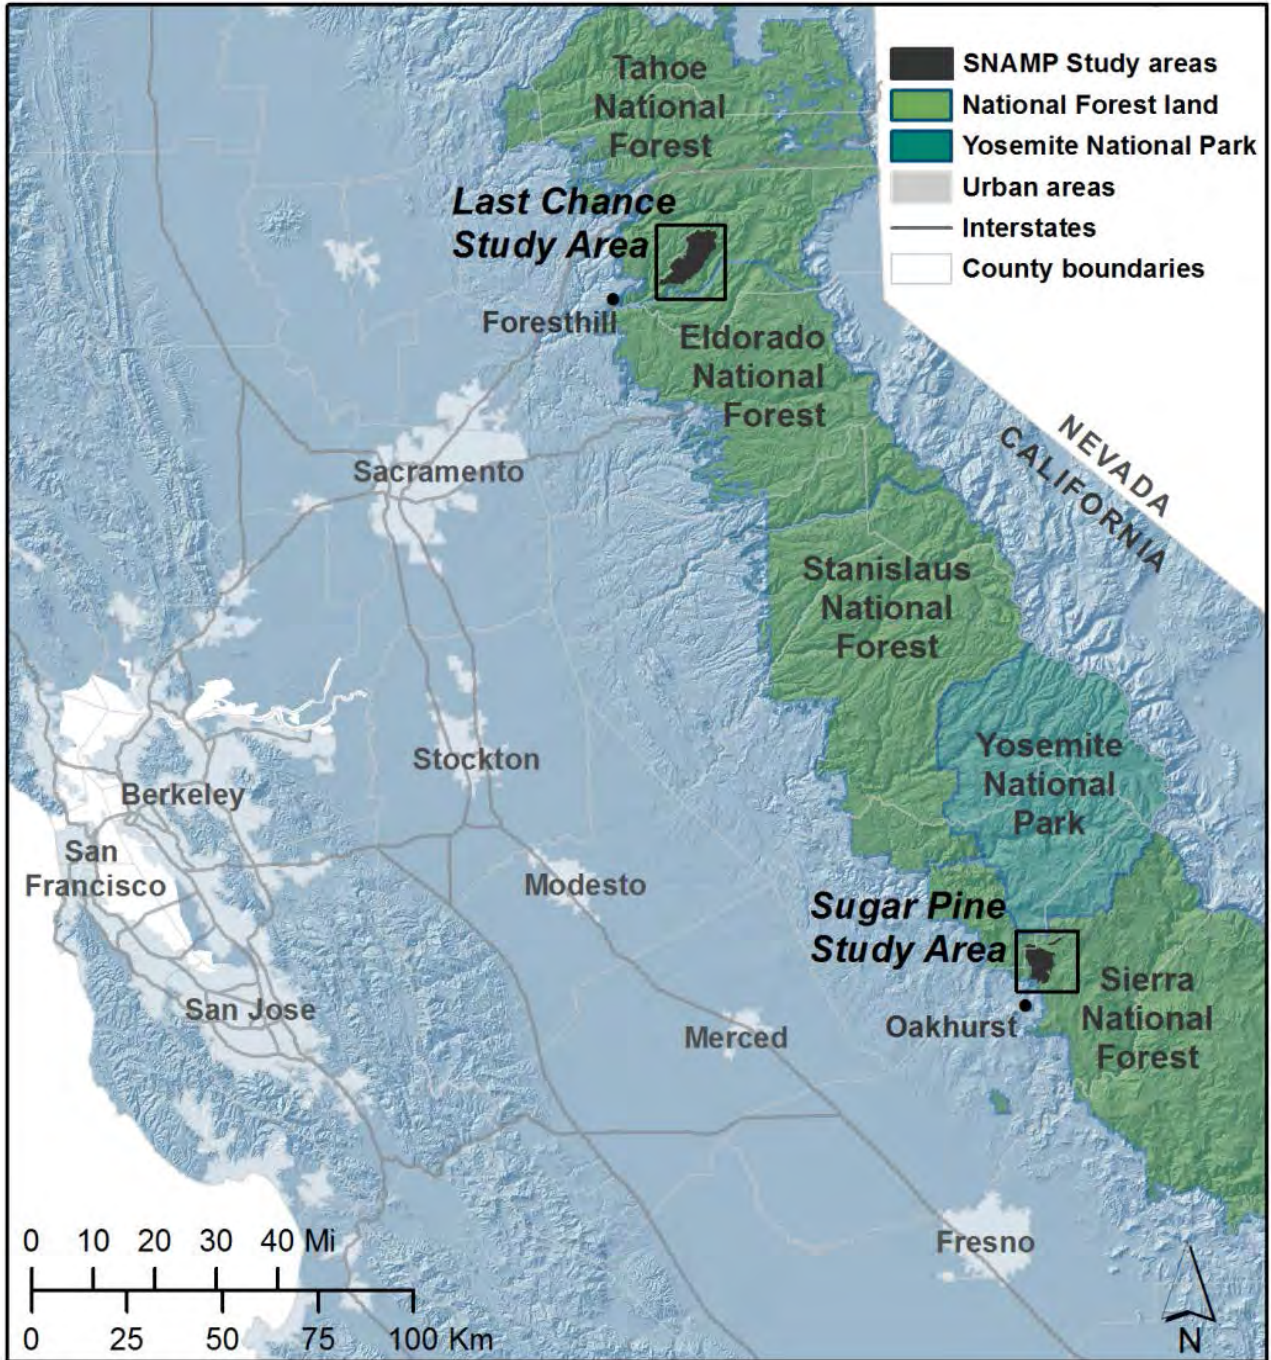 Tahoe
National
Forest
SNAMP Study areas
National Forest land
Yosemite National Park
Urban areas
Interstates
County boundaries
Last Chance
Study Area
Foresthill
Eldorado
National
Forest
NEVADA
CALIFORNIA
Sacramento
Stanislaus
National
Forest
Stockton
Yosemite
National
Park
Berkeley
San
Francisco
Modesto
Sugar Pine
Study Area
San Jose
Merced
Oakhurst
Sierra
National
Forest
Fresno
0 10 20 30 40 Mi
0 25 50 75 100 Km
N